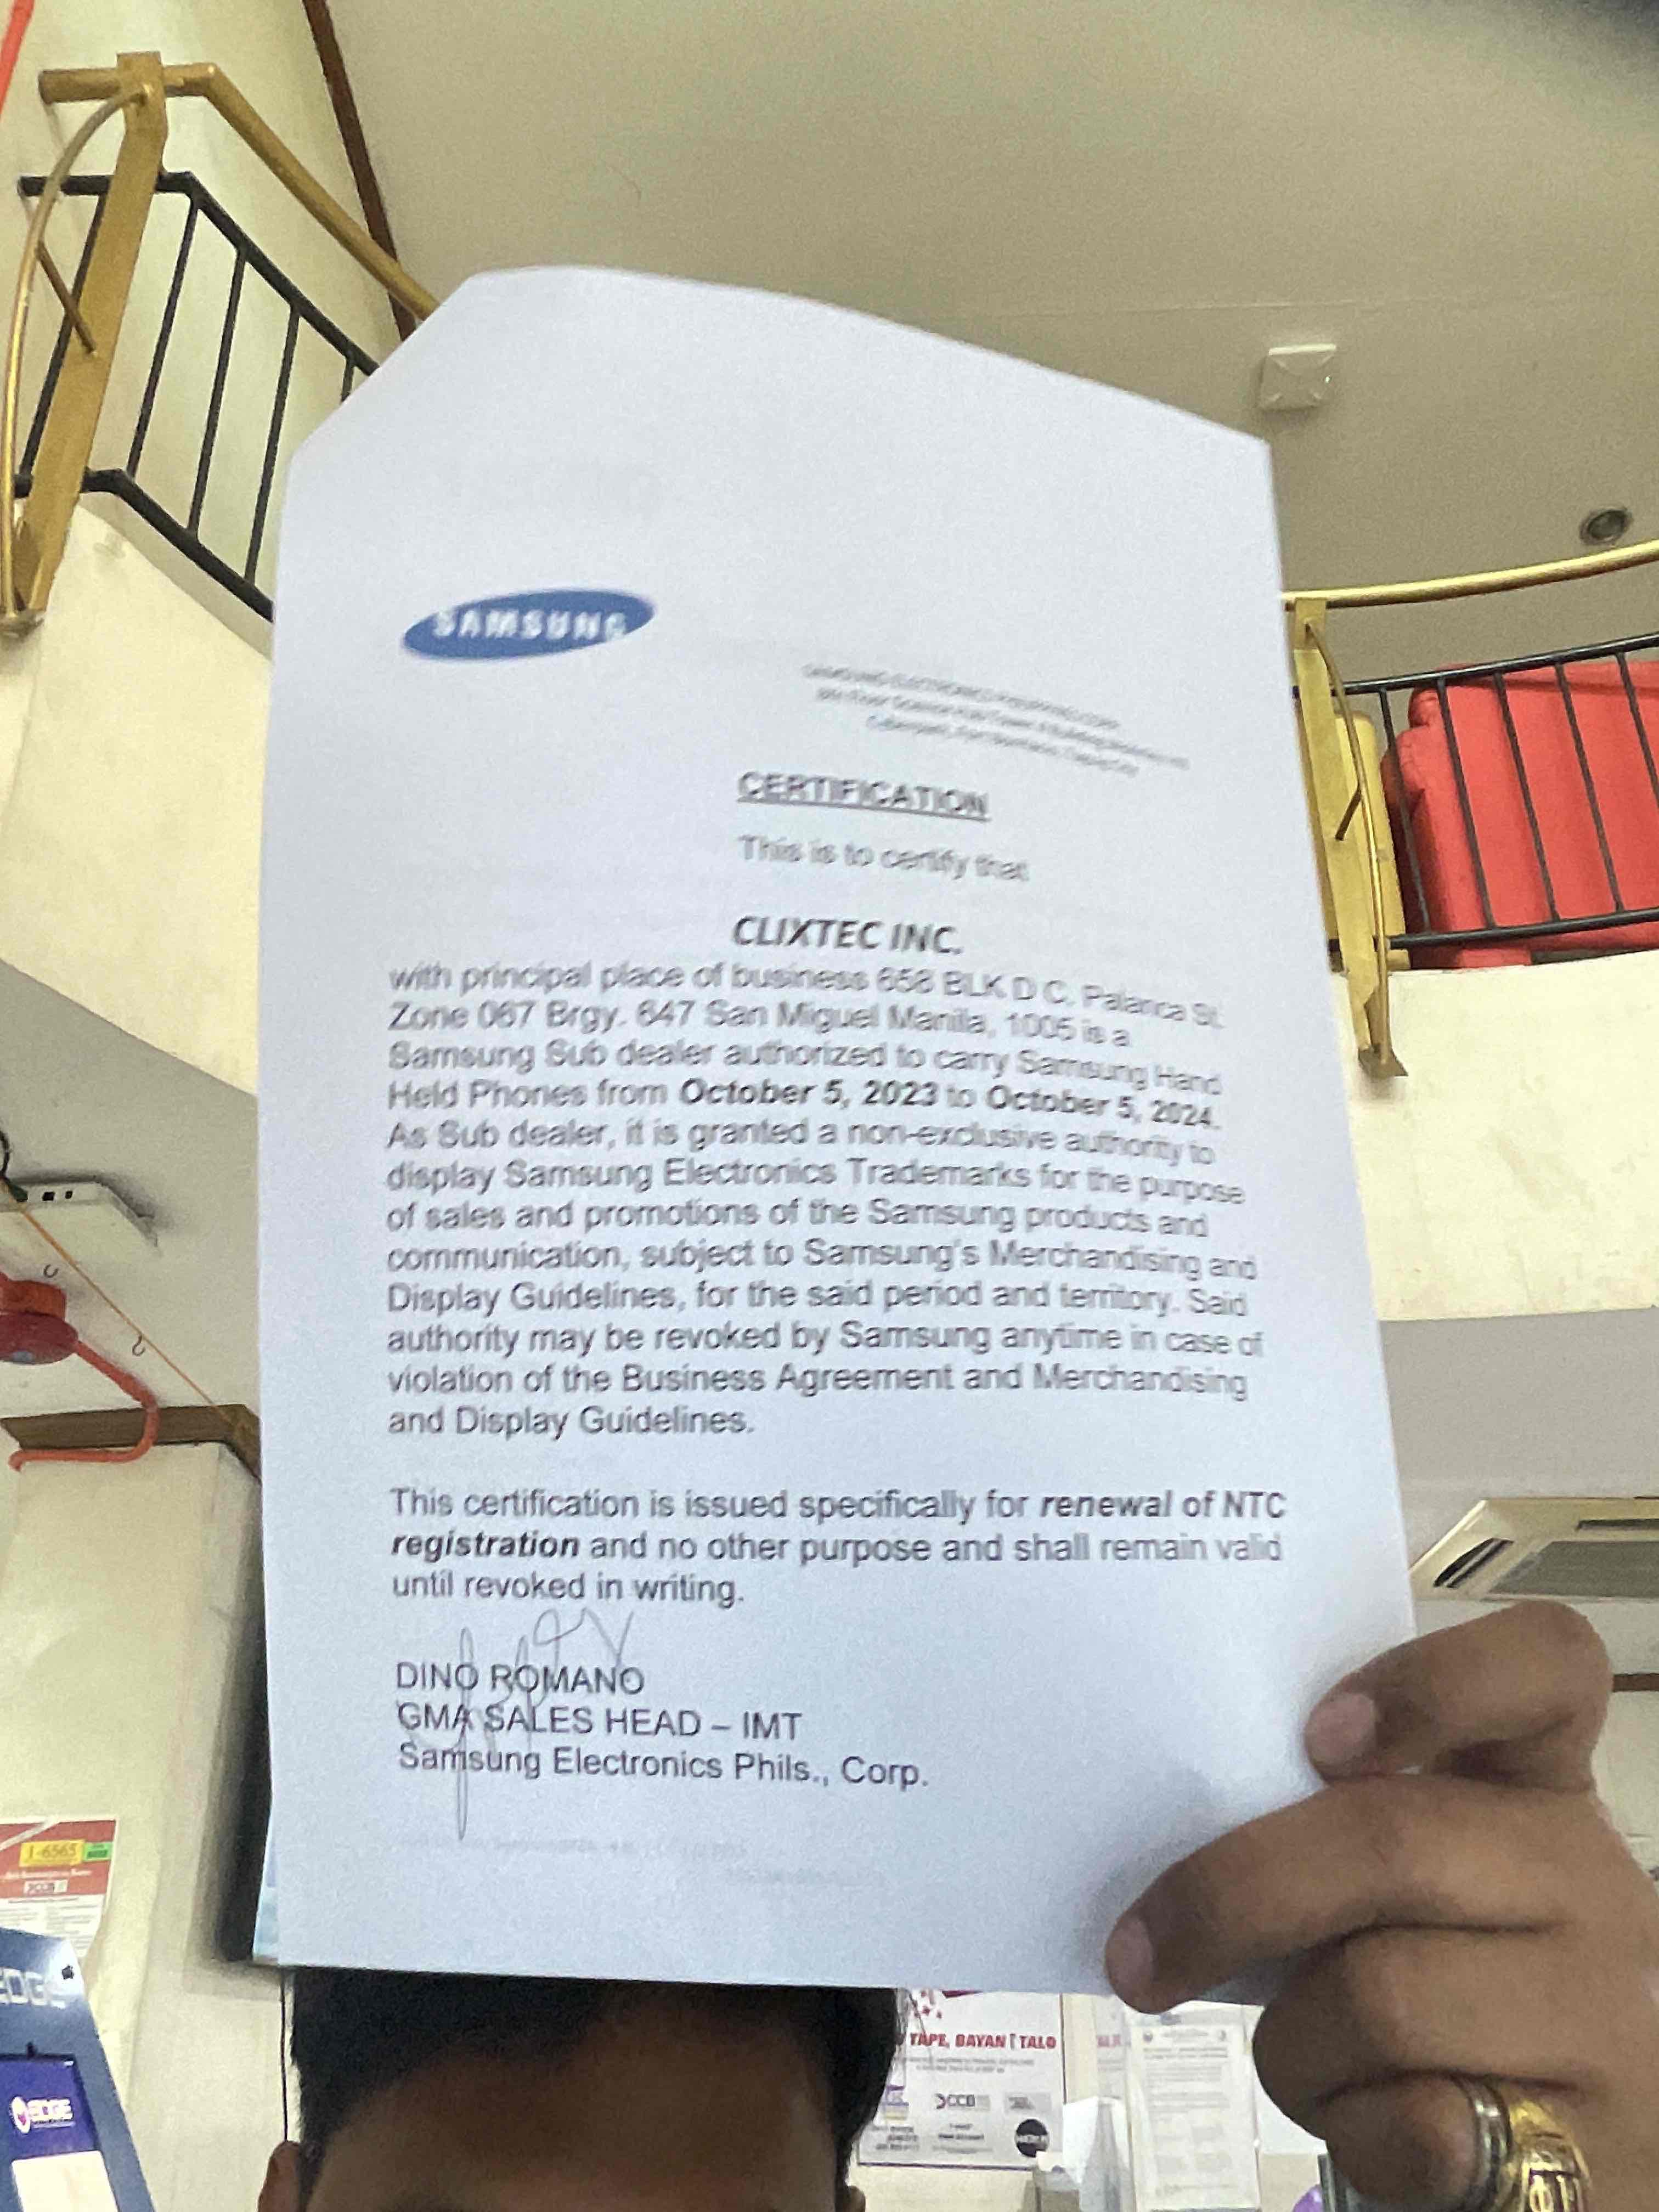 SAMSUNG
SAMSUNG ELECTRONICS PHILIPPINES CORP.
CERTIFICATION
This is to certify that
CLIXTEC INC.
with principal place of business 658 BLK D C. Palanca St.
Zone 067 Brgy. 647 San Miguel Manila, 1005 is a
Samsung Sub dealer authorized to carry Samsung Hand
Held Phones from October 5, 2023 to October 5, 2024.
As Sub dealer, it is granted a non-exclusive authority to
display Samsung Electronics Trademarks for the purpose
of sales and promotions of the Samsung products and
communication, subject to Samsung's Merchandising and
Display Guidelines, for the said period and territory. Said
authority may be revoked by Samsung anytime in case of
violation of the Business Agreement and Merchandising
and Display Guidelines.
This certification is issued specifically for renewal of NTC
registration and no other purpose and shall remain valid
until revoked in writing.
DINO ROMANO
GMA SALES HEAD – IMT
Samsung Electronics Phils., Corp.
1-6565
CCB
EDGE
EDGE
TAPE, BAYAN TALO
CCB